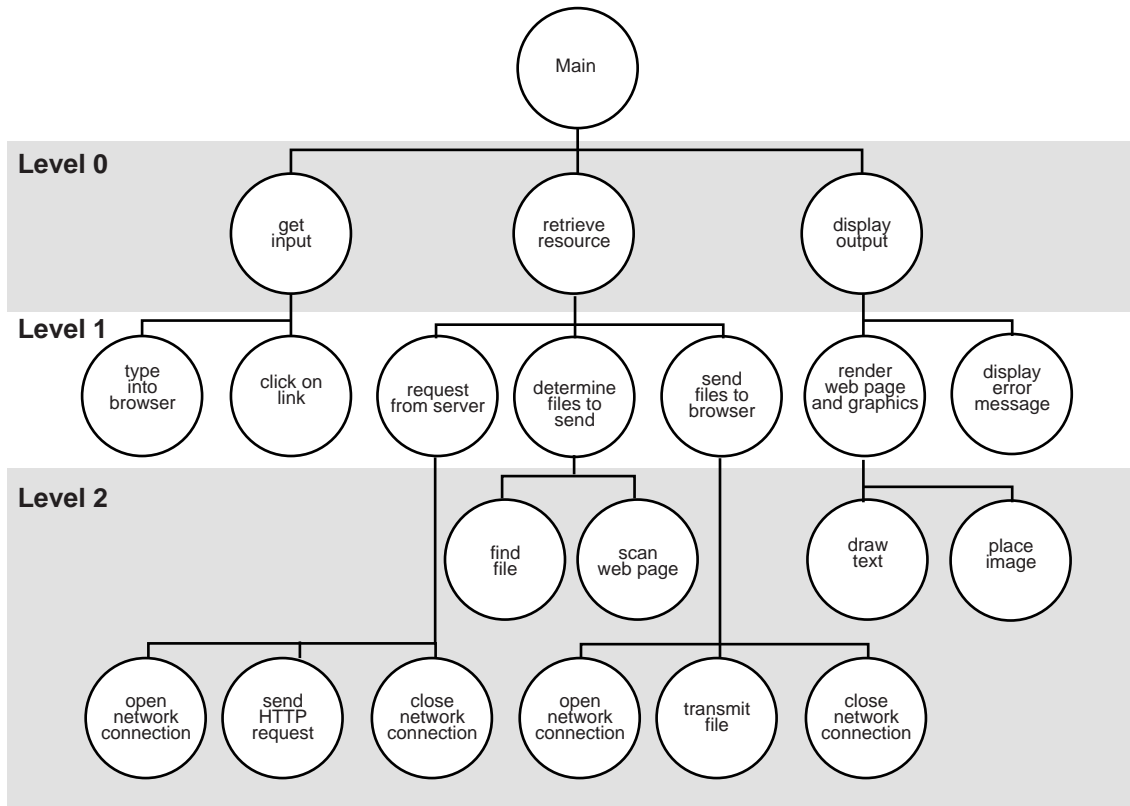 Main
Level 0
get
input
retrieve
resource
display
output
Level 1
type
into
browser
click on
link
request
from server
determine
files to
send
send
files to
browser
render
web page
and graphics
display
error
message
Level 2
find
file
scan
web page
draw
text
place
image
open
network
connection
send
HTTP
request
close
network
connection
open
network
connection
transmit
file
close
network
connection